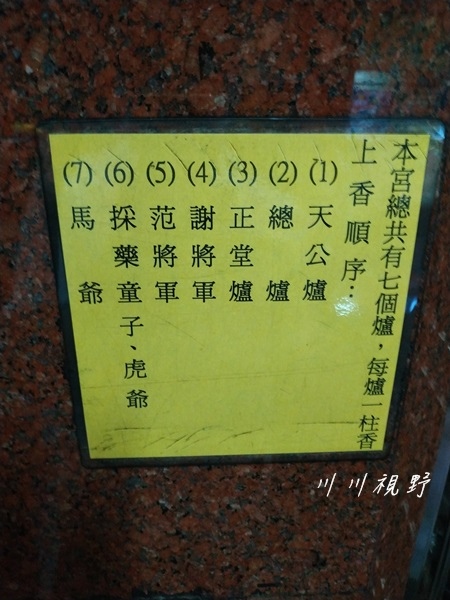 本宮總共有七個爐，每爐一柱香
上香順序：
(1)天公爐
(2)總爐
(3)正堂爐
(4)謝將軍
(5)范將軍
(6)採藥童子、虎爺
(7)馬爺
川川視野